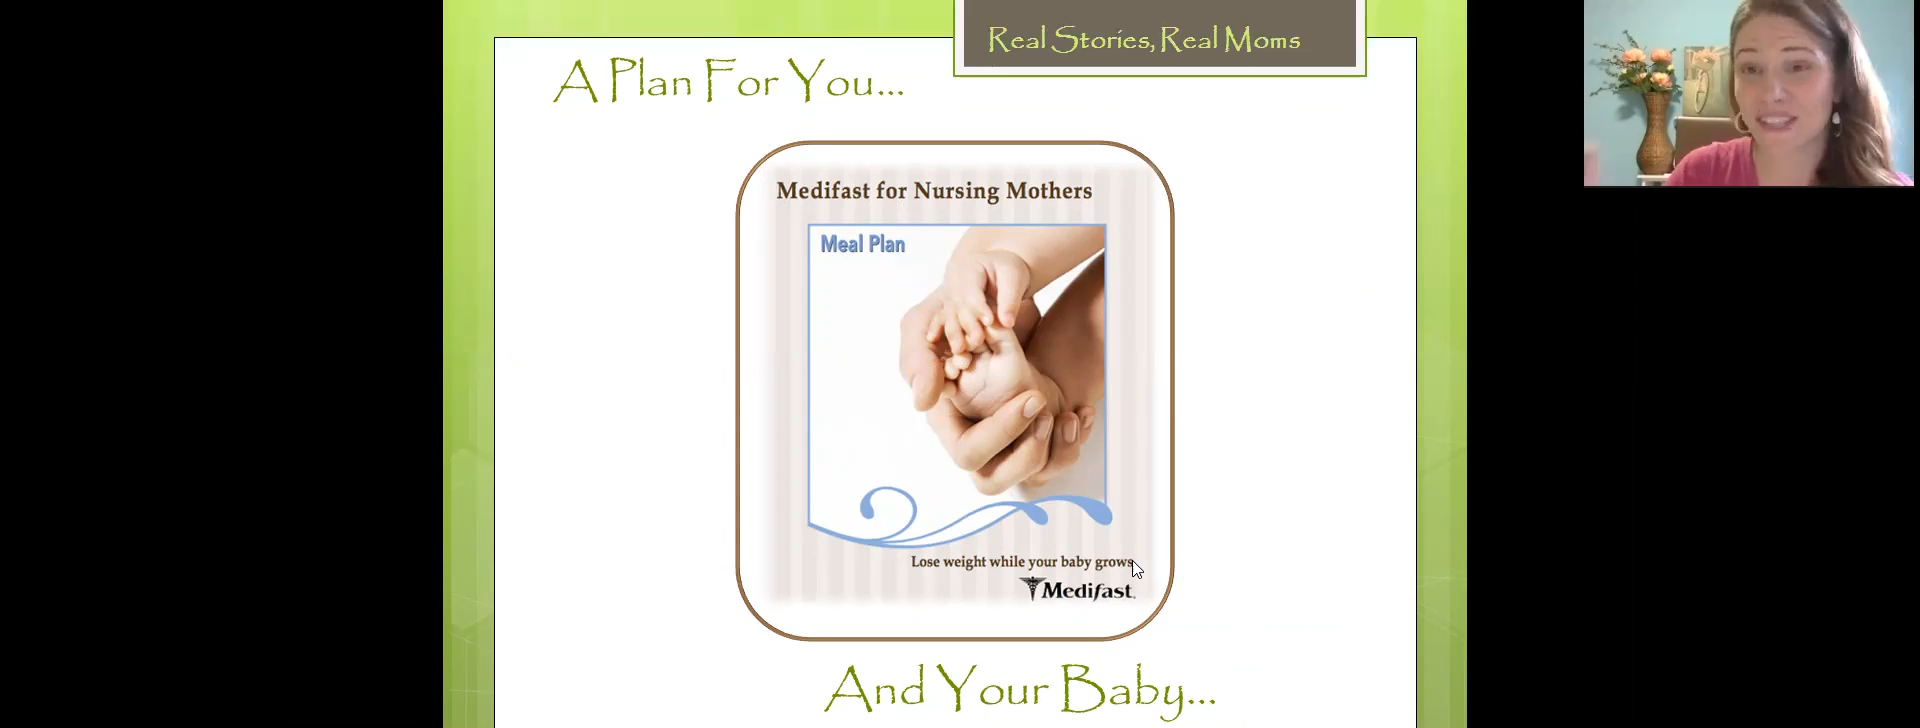 Real Stories, Real Moms
A Plan For You...
Medifast for Nursing Mothers
Meal Plan
Lose weight while your baby grows
Medifast.
And Your Baby...